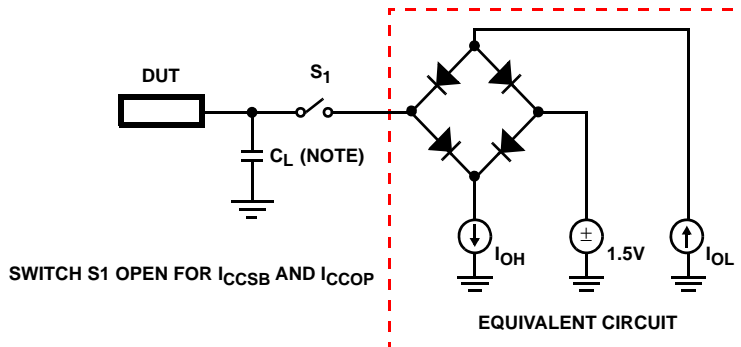 DUT
S1
CL (NOTE)
IOH
±
1.5V
IOL
SWITCH S1 OPEN FOR ICCSB AND ICCOP
EQUIVALENT CIRCUIT